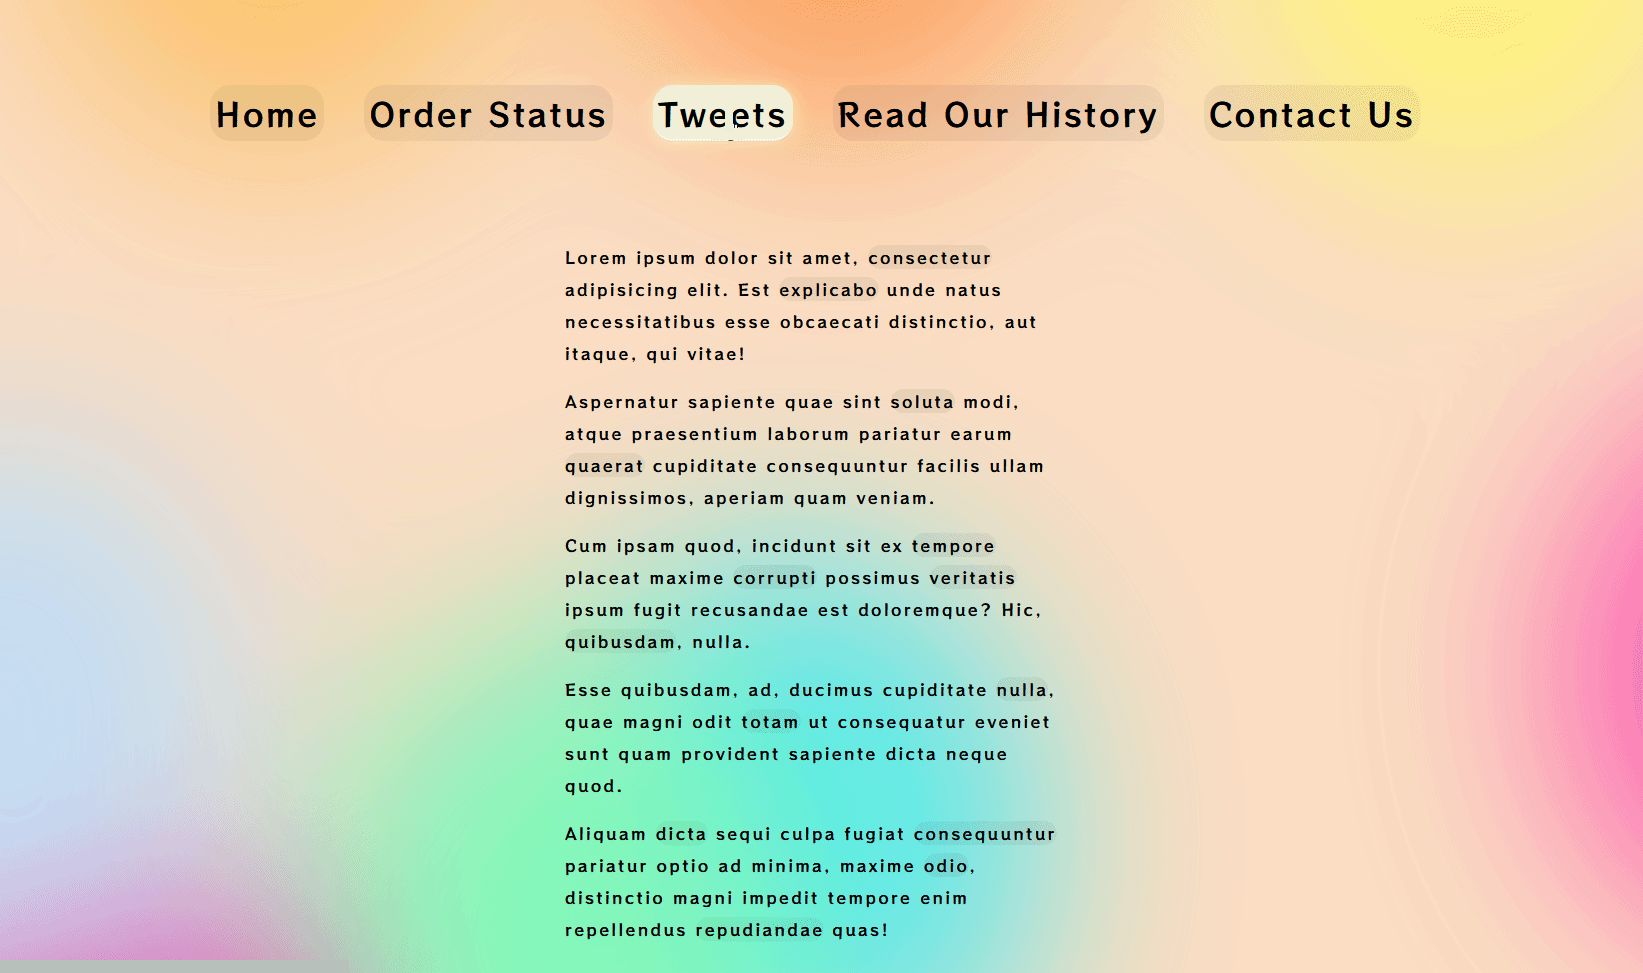 Home Order Status Tweets Read Our History Contact Us
Lorem ipsum dolor sit amet, consectetur
adipisicing elit. Est explicabo unde natus
necessitatibus esse obcaecati distinctio, aut
itaque, qui vitae!
Aspernatur sapiente quae sint soluta modi,
atque praesentium laborum pariatur earum
quaerat cupiditate consequuntur facilis ullam
dignissimos, aperiam quam veniam.
Cum ipsam quod, incidunt sit ex tempore
placeat maxime corrupti possimus veritatis
ipsum fugit recusandae est doloremque? Hic,
quibusdam, nulla.
Esse quibusdam, ad, ducimus cupiditate nulla,
quae magni odit totam ut consequatur eveniet
sunt quam provident sapiente dicta neque
quod.
Aliquam dicta sequi culpa fugiat consequuntur
pariatur optio ad minima, maxime odio,
distinctio magni impedit tempore enim
repellendus repudiandae quas!